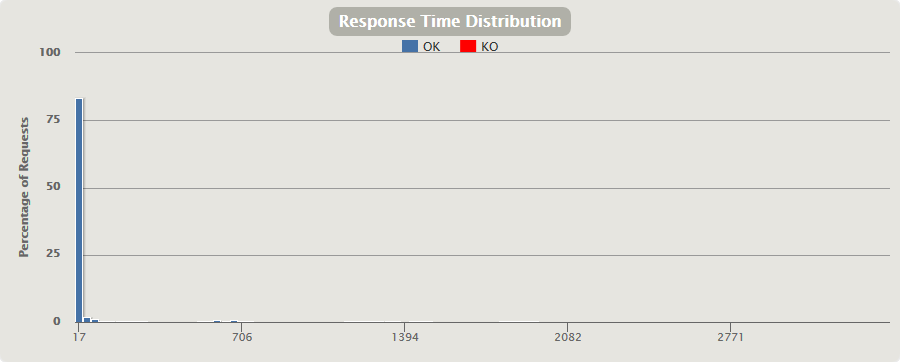 Response Time Distribution
OK KO
100
75
50
25
0
Percentage of Requests
17 706 1394 2082 2771